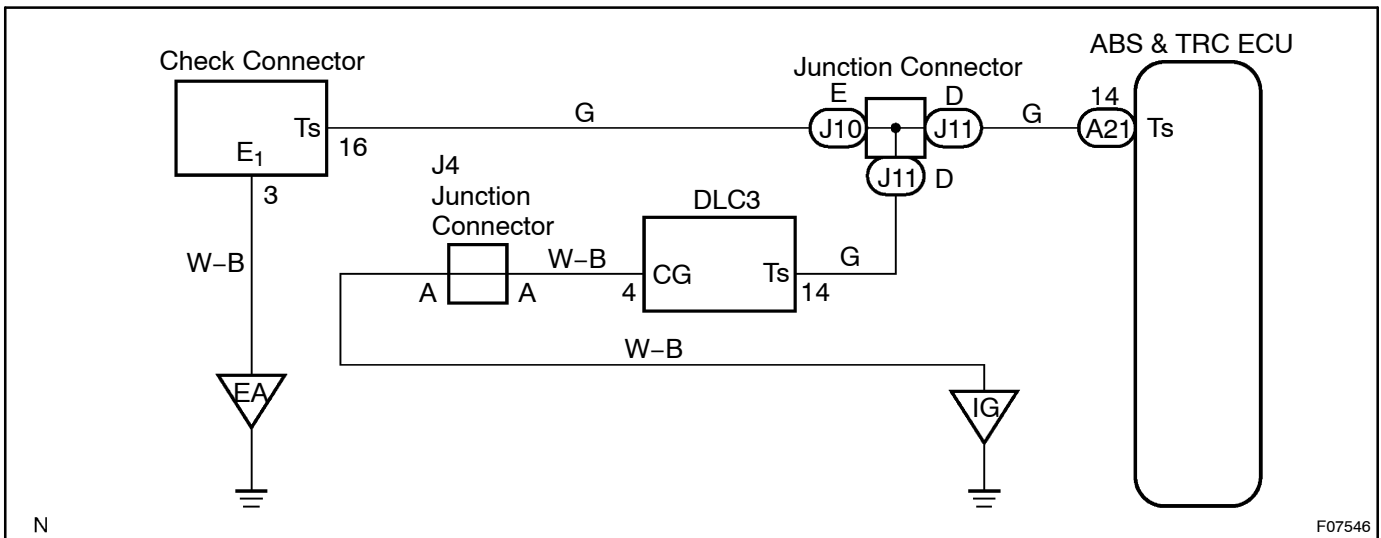 ABS & TRC ECU
Check Connector
Junction Connector
E
D
14
G
G
Ts
J10
J11
A21
Ts
16
E1
J4
Junction
Connector
J11
D
3
DLC3
W–B
W–B
G
CG
Ts
A
A
4
14
W–B
EA
IG
N
F07546